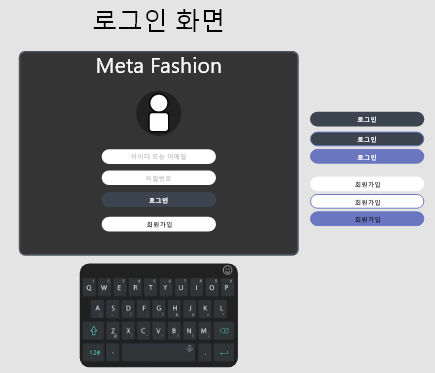 로그인 화면
Meta Fashion
아이디 또는 이메일
비밀번호
로그인
회원가입
로그인
로그인
로그인
회원가입
회원가입
회원가입
Q W E R T Y U I O P
A S D F G H J K L
Z X C V B N M
12#